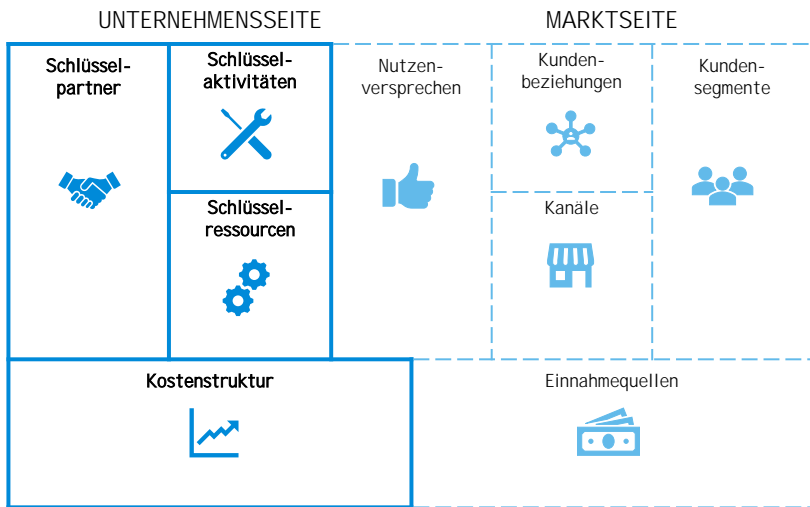 UNTERNEHMENSSEITE
MARKTSEITE
Schlüssel-
partner
Schlüssel-
aktivitäten
Schlüssel-
ressourcen
Nutzen-
versprechen
Kunden-
beziehungen
Kanäle
Kunden-
segmente
Kostenstruktur
Einnahmequellen